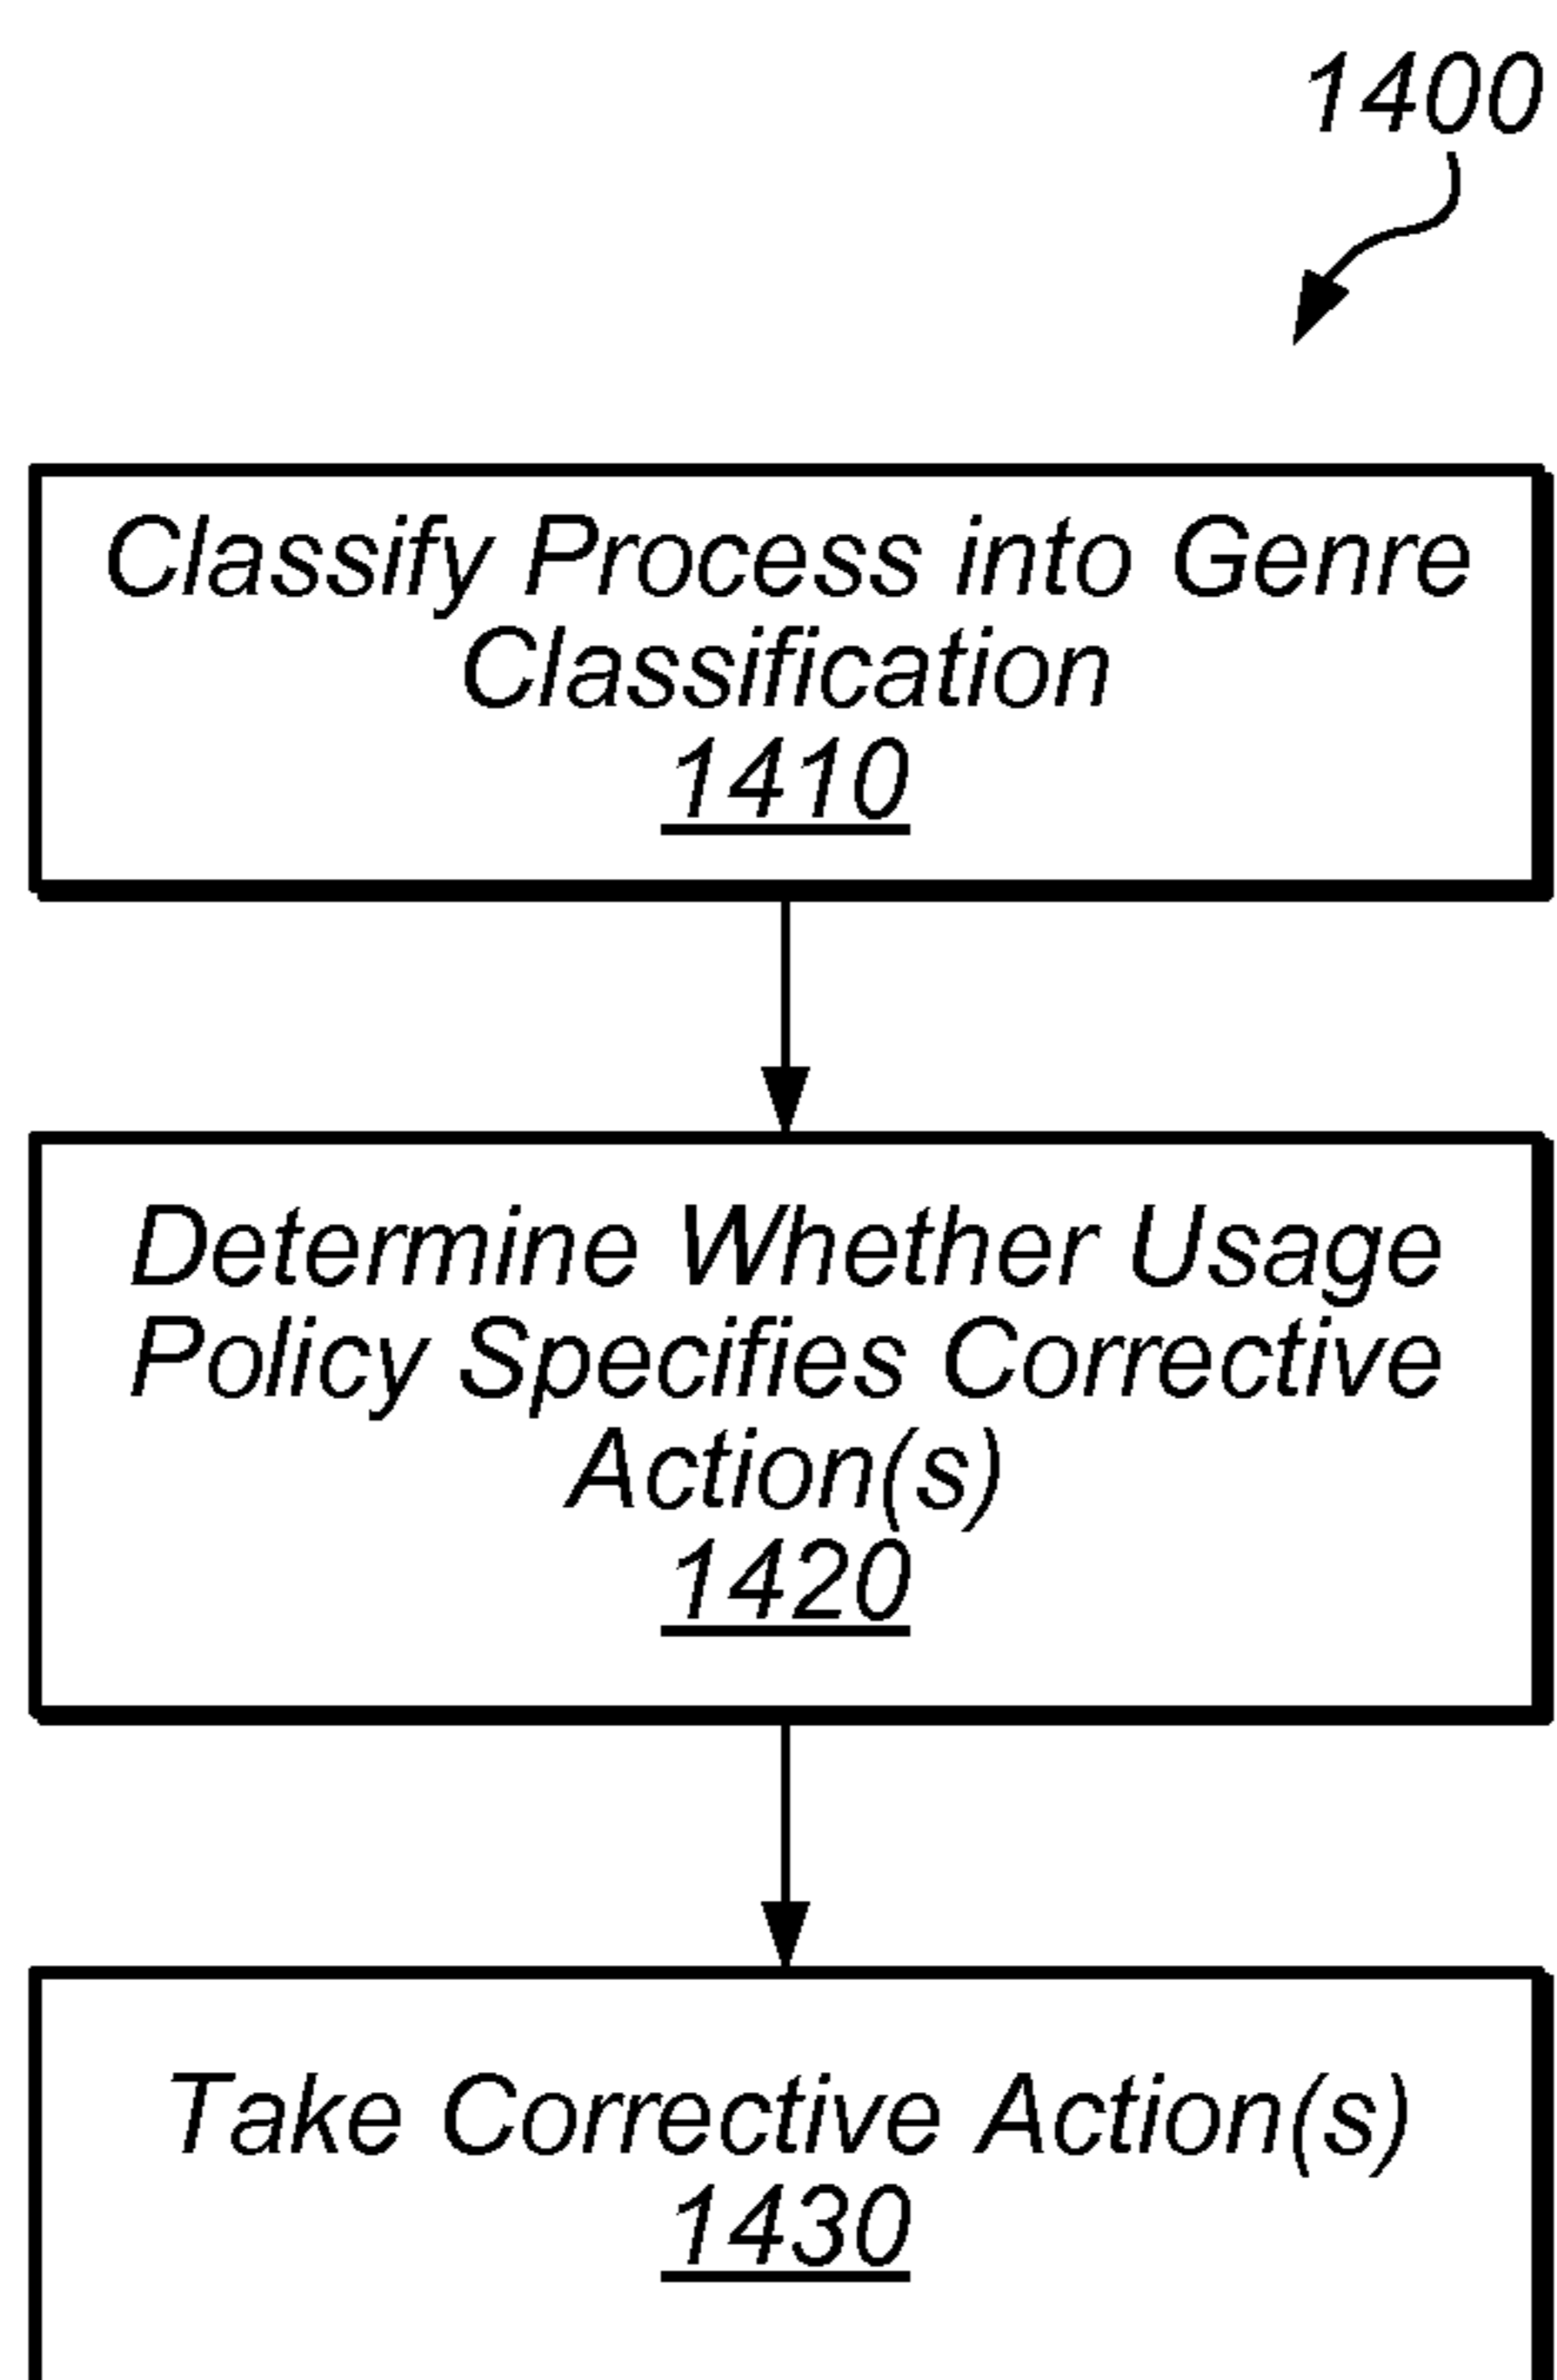 1400
Classify Process into Genre
Classification
1410
Determine Whether Usage
Policy Specifies Corrective
Action(s)
1420
Take Corrective Action(s)
1430